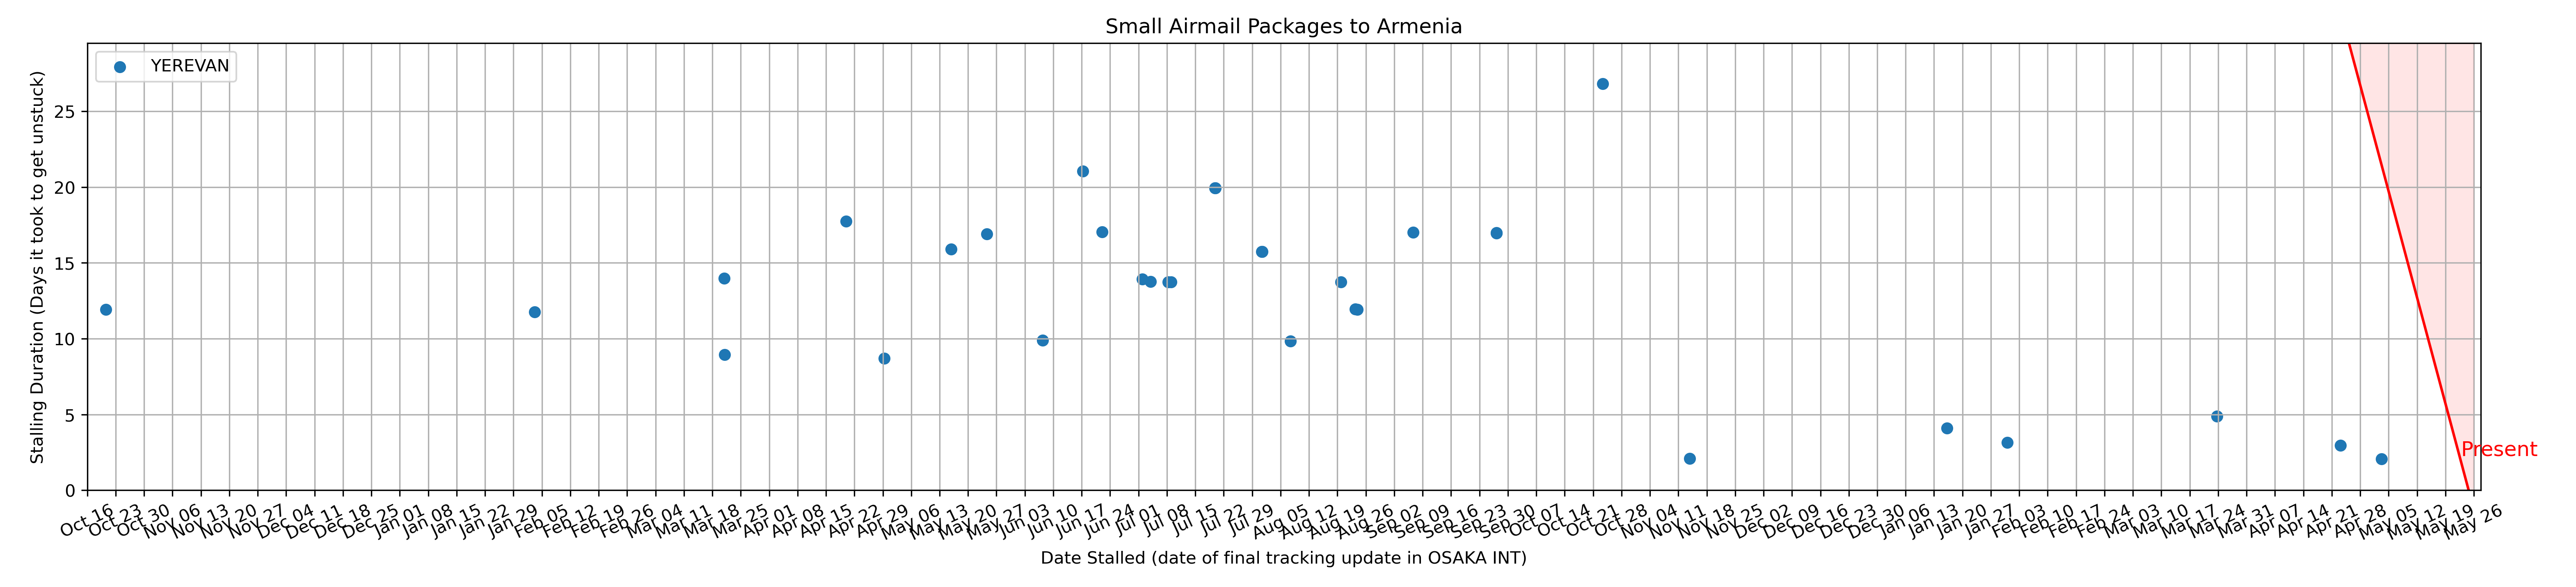 Small Airmail Packages to Armenia
YEREVAN
Stalling Duration (Days it took to get unstuck)
25
20
15
10
5
0
Present
Oct 16 Oct 23 Oct 30 Nov 06 Nov 13 Nov 20 Nov 27 Dec 04 Dec 11 Dec 18 Dec 25 Jan 01 Jan 08 Jan 15 Jan 22 Jan 29 Feb 05 Feb 12 Feb 19 Feb 26 Mar 04 Mar 11 Mar 18 Mar 25 Apr 01 Apr 08 Apr 15 Apr 22 Apr 29 May 06 May 13 May 20 May 27 Jun 03 Jun 10 Jun 17 Jun 24 Jul 01 Jul 08 Jul 15 Jul 22 Jul 29 Aug 05 Aug 12 Aug 19 Aug 26 Sep 02 Sep 09 Sep 16 Sep 23 Sep 30 Oct 07 Oct 14 Oct 21 Oct 28 Nov 04 Nov 11 Nov 18 Nov 25 Dec 02 Dec 09 Dec 16 Dec 23 Dec 30 Jan 06 Jan 13 Jan 20 Jan 27 Feb 03 Feb 10 Feb 17 Feb 24 Mar 03 Mar 10 Mar 17 Mar 24 Mar 31 Apr 07 Apr 14 Apr 21 Apr 28 May 05 May 12 May 19 May 26
Date Stalled (date of final tracking update in OSAKA INT)